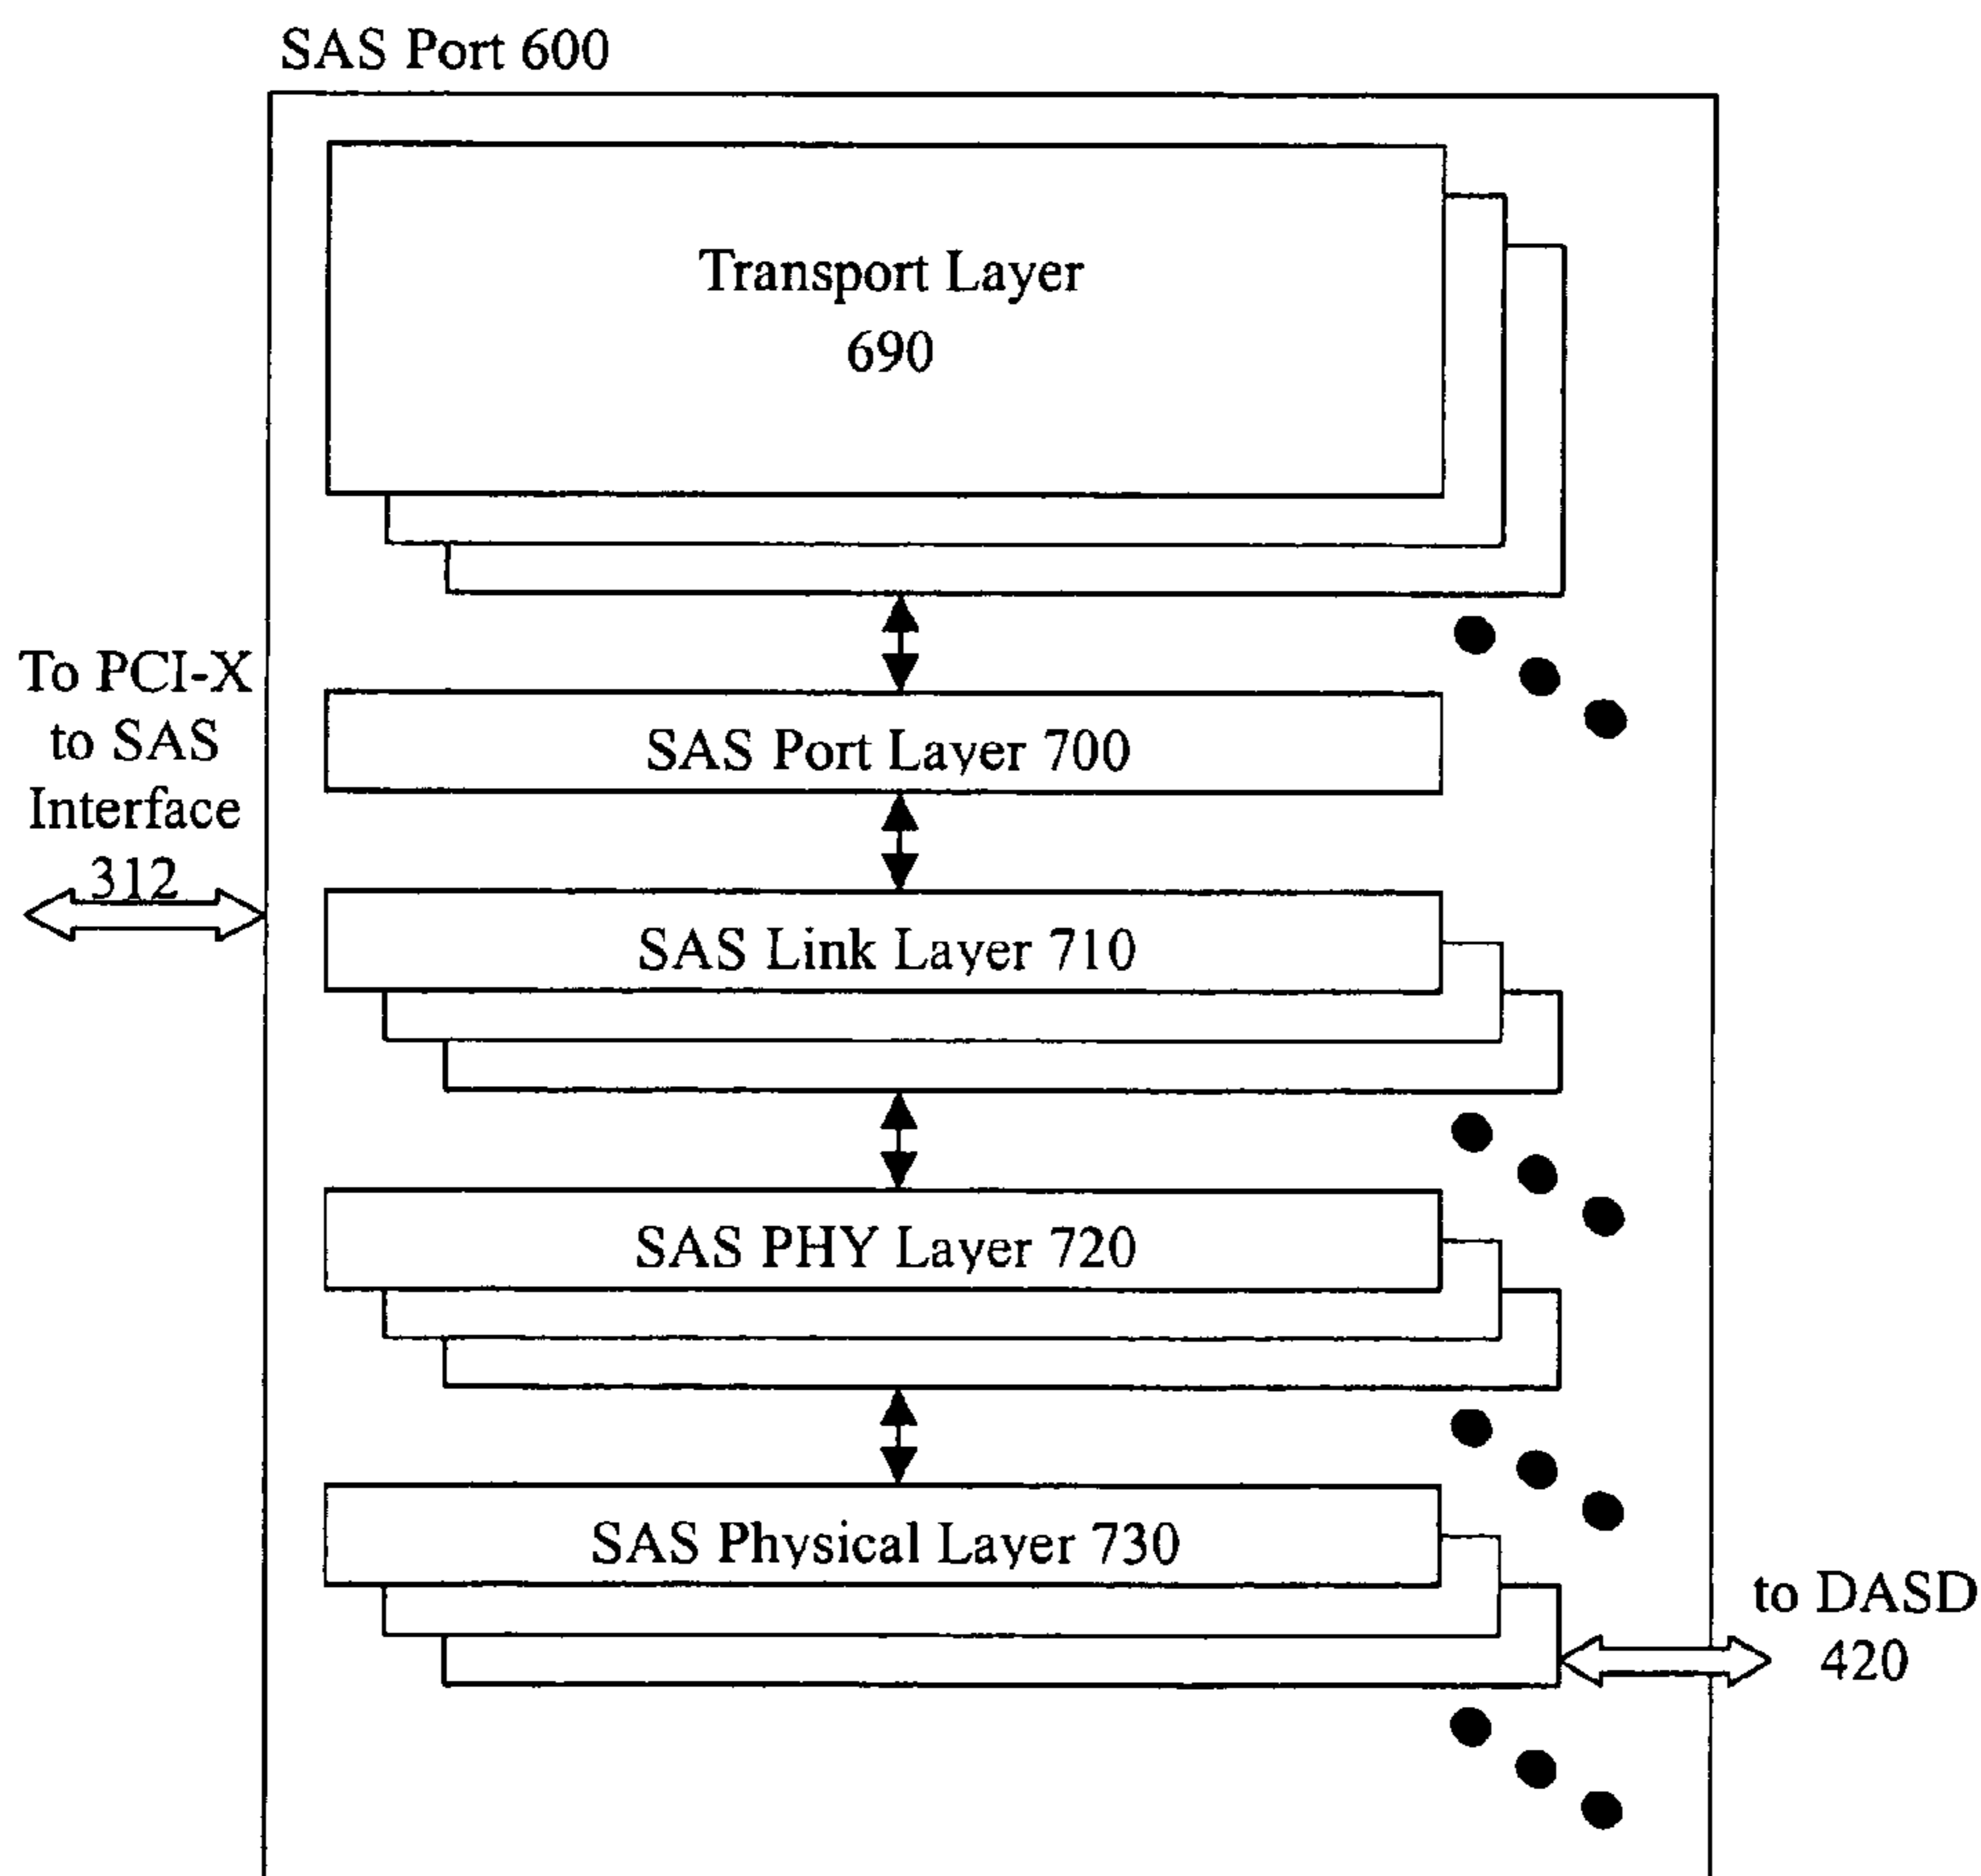 SAS Port 600
Transport Layer
690
To PCI-X
to SAS
Interface
312
SAS Port Layer 700
SAS Link Layer 710
SAS PHY Layer 720
SAS Physical Layer 730
to DASD
420